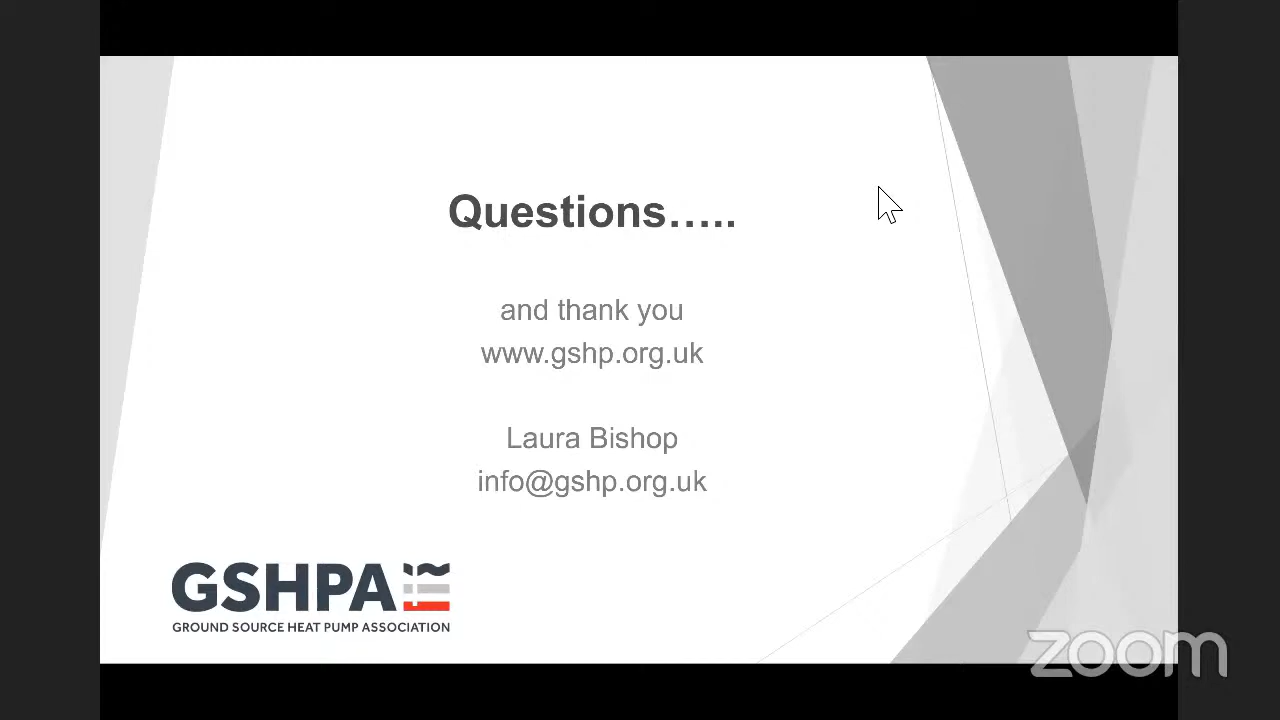 Questions…..
and thank you
www.gshp.org.uk
Laura Bishop
info@gshp.org.uk
GSHPA
GROUND SOURCE HEAT PUMP ASSOCIATION
zoom